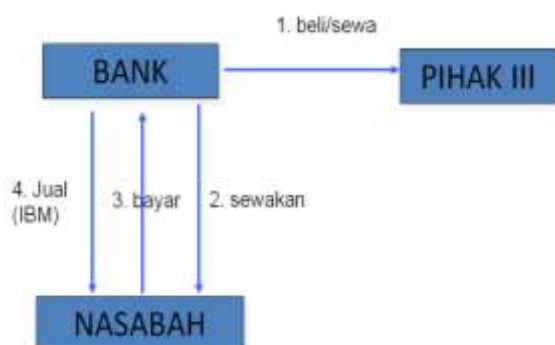 1. beli/sewa
BANK
PIHAK III
4. Jual
(IBM)
3. bayar
2. sewakan
NASABAH